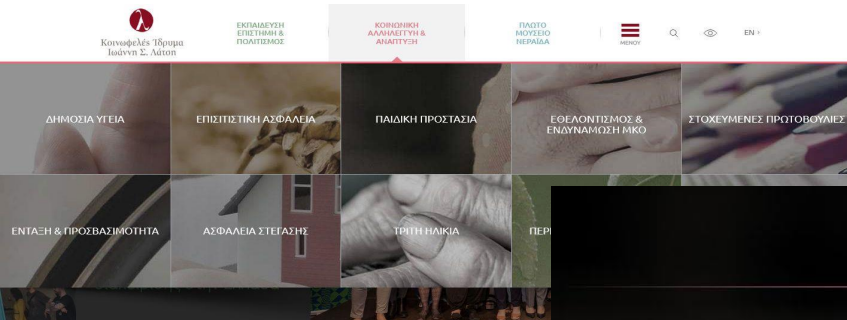 Κοινωφελές Ίδρυμα
Ιωάννη Σ. Λάτση
ΕΚΠΑΙΔΕΥΣΗ
ΕΠΙΣΤΗΜΗ &
ΠΟΛΙΤΙΣΜΟΣ
ΚΟΙΝΩΝΙΚΗ
ΑΛΛΗΛΕΓΓΥΗ &
ΑΝΑΠΤΥΞΗ
ΠΛΩΤΟ
ΜΟΥΣΕΙΟ
ΝΕΡΑΪΔΑ
ΜΕΝΟΥ
EN ›
ΔΗΜΟΣΙΑ ΥΓΕΙΑ
ΕΠΙΣΙΤΙΣΤΙΚΗ ΑΣΦΑΛΕΙΑ
ΠΑΙΔΙΚΗ ΠΡΟΣΤΑΣΙΑ
ΕΘΕΛΟΝΤΙΣΜΟΣ &
ΕΝΔΥΝΑΜΩΣΗ ΜΚΟ
ΣΤΟΧΕΥΜΕΝΕΣ ΠΡΩΤΟΒΟΥΛΙΕΣ
ΕΝΤΑΞΗ & ΠΡΟΣΒΑΣΙΜΟΤΗΤΑ
ΑΣΦΑΛΕΙΑ ΣΤΕΓΑΣΗΣ
ΤΡΙΤΗ ΗΛΙΚΙΑ